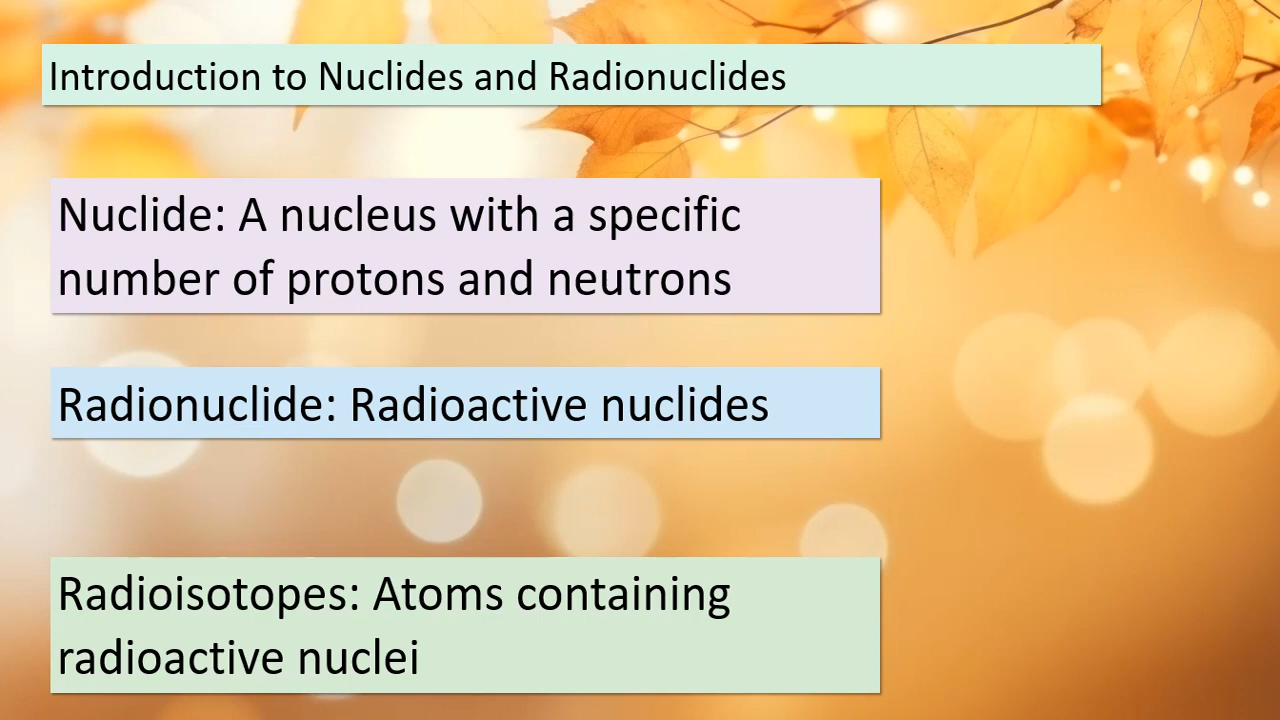 Introduction to Nuclides and Radionuclides
Nuclide: A nucleus with a specific
number of protons and neutrons
Radionuclide: Radioactive nuclides
Radioisotopes: Atoms containing
radioactive nuclei